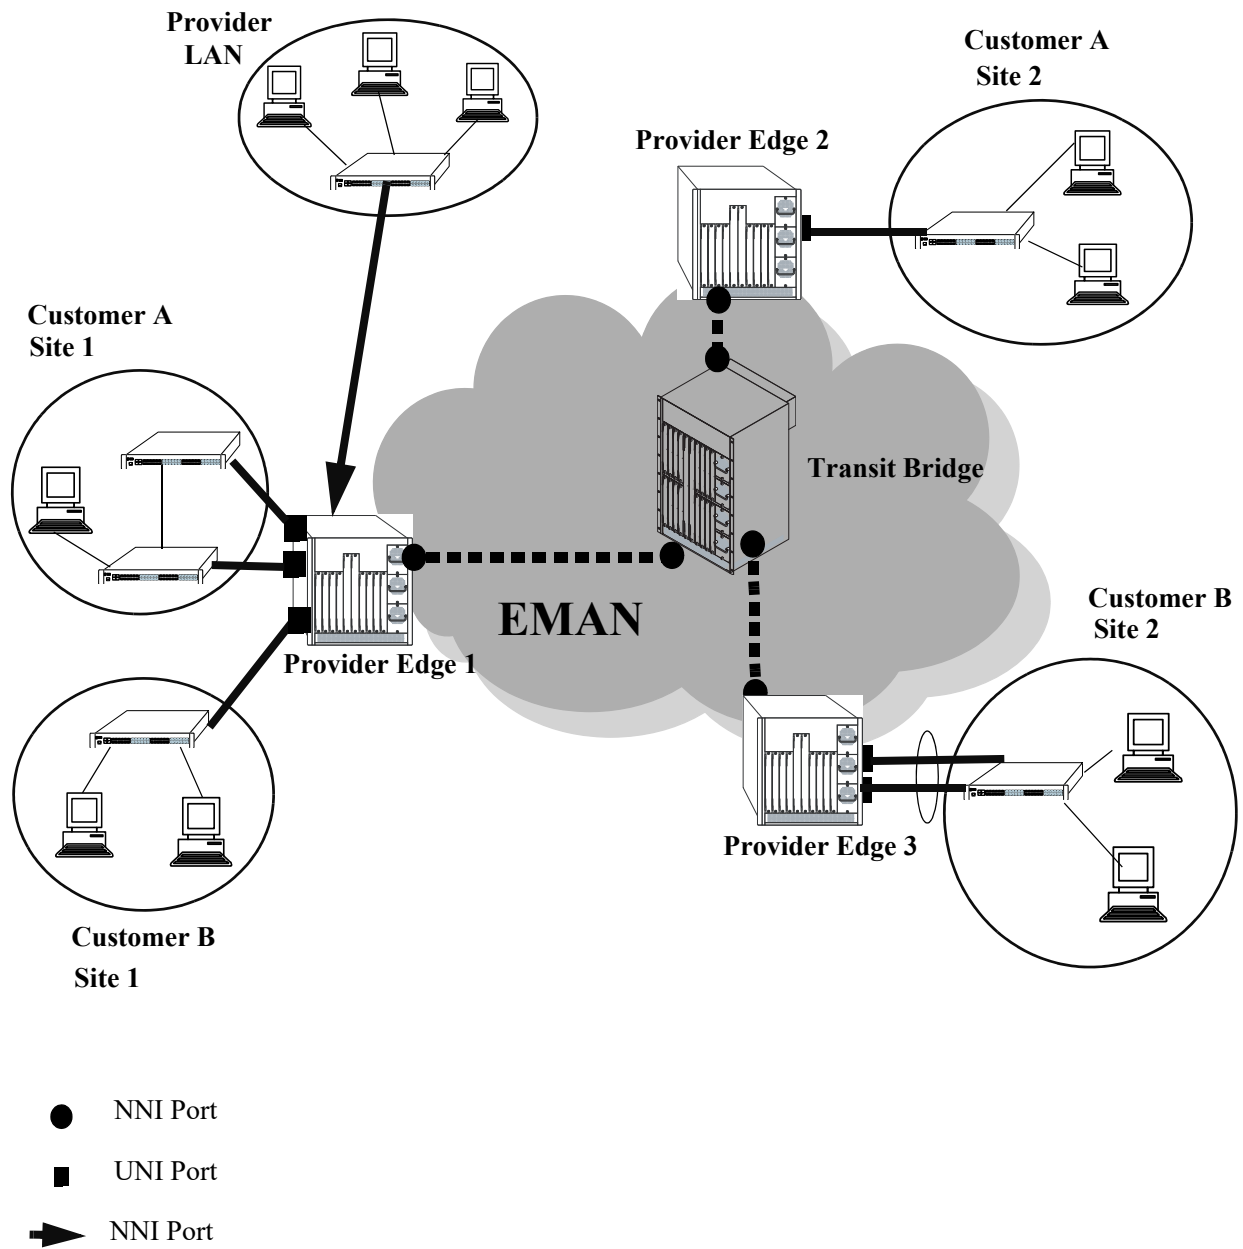 Provider
LAN
Customer A
Site 2
Provider Edge 2
Customer A
Site 1
Transit Bridge
EMAN
Provider Edge 1
Customer B
Site 2
Provider Edge 3
Customer B
Site 1
NNI Port
UNI Port
NNI Port